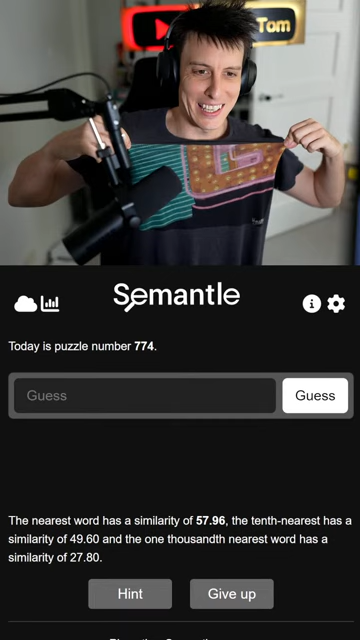 Tom
Semantle
Today is puzzle number 774.
Guess
Guess
The nearest word has a similarity of 57.96, the tenth-nearest has a
similarity of 49.60 and the one thousandth nearest word has a
similarity of 27.80.
Hint
Give up